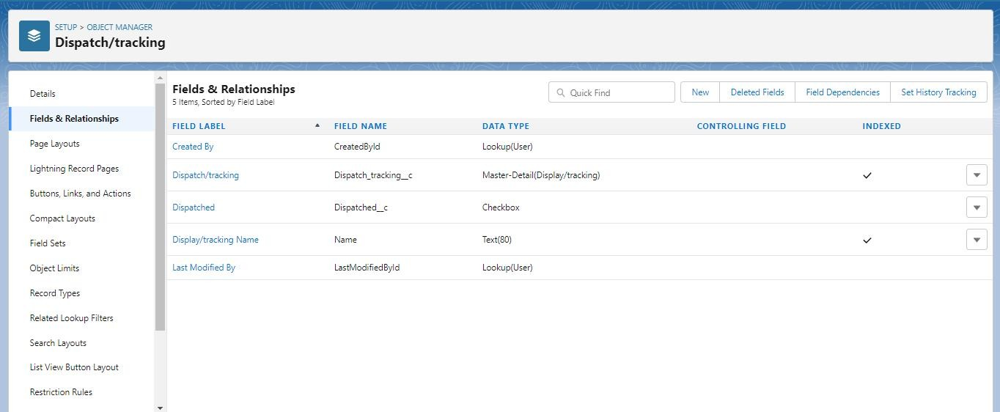 SETUP > OBJECT MANAGER
Dispatch/tracking
Details
Fields & Relationships
Page Layouts
Lightning Record Pages
Buttons, Links, and Actions
Compact Layouts
Field Sets
Object Limits
Record Types
Related Lookup Filters
Search Layouts
List View Button Layout
Restriction Rules
Fields & Relationships
5 Items, Sorted by Field Label
Quick Find
New Deleted Fields Field Dependencies Set History Tracking
FIELD LABEL FIELD NAME DATA TYPE CONTROLLING FIELD INDEXED
Created By CreatedById Lookup(User)
Dispatch/tracking Dispatch_tracking__c Master-Detail(Display/tracking)
Dispatched Dispatched__c Checkbox
Display/tracking Name Name Text(80)
Last Modified By LastModifiedById Lookup(User)